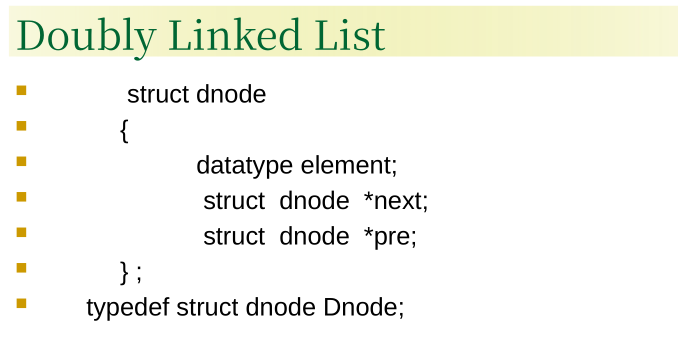 Doubly Linked List
struct dnode
{
datatype element;
struct dnode *next;
struct dnode *pre;
} ;
typedef struct dnode Dnode;